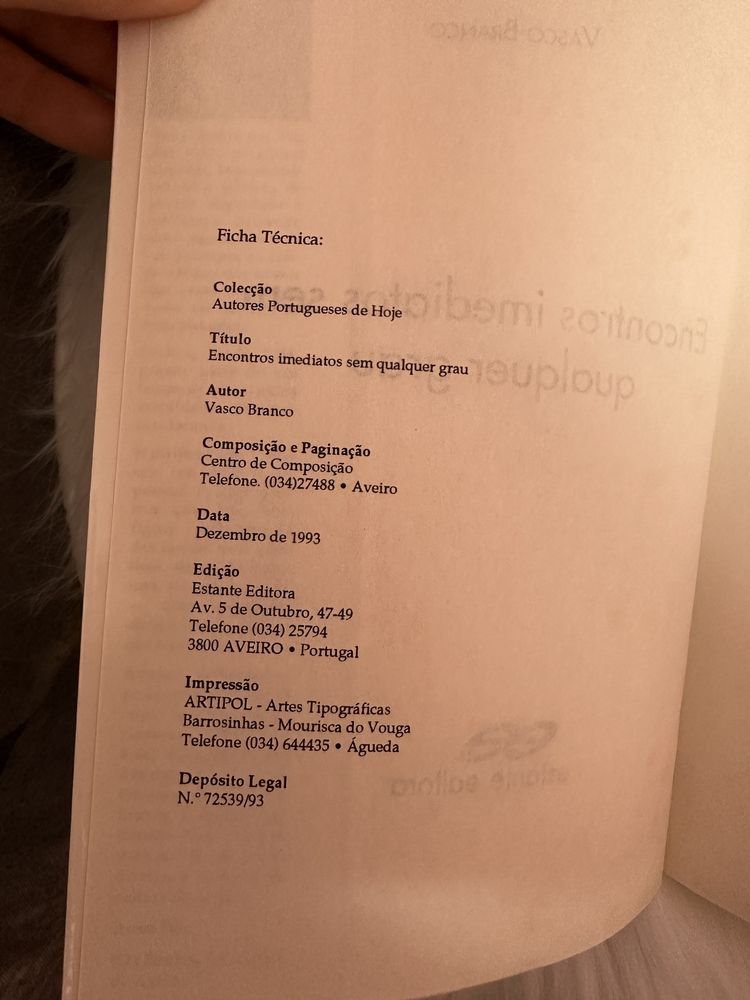 Ficha Técnica:
Colecção
Autores Portugueses de Hoje
Título
Encontros imediatos sem qualquer grau
Autor
Vasco Branco
Composição e Paginação
Centro de Composição
Telefone. (034)27488 • Aveiro
Data
Dezembro de 1993
Edição
Estante Editora
Av. 5 de Outubro, 47-49
Telefone (034) 25794
3800 AVEIRO • Portugal
Impressão
ARTIPOL - Artes Tipográficas
Barrosinhas - Mourisca do Vouga
Telefone (034) 644435 • Águeda
Depósito Legal
N.º 72539/93